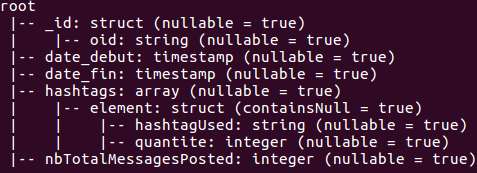 root
 |-- _id: struct (nullable = true)
 |    |-- oid: string (nullable = true)
 |-- date_debut: timestamp (nullable = true)
 |-- date_fin: timestamp (nullable = true)
 |-- hashtags: array (nullable = true)
 |    |-- element: struct (containsNull = true)
 |    |    |-- hashtagUsed: string (nullable = true)
 |    |    |-- quantite: integer (nullable = true)
 |-- nbTotalMessagesPosted: integer (nullable = true)